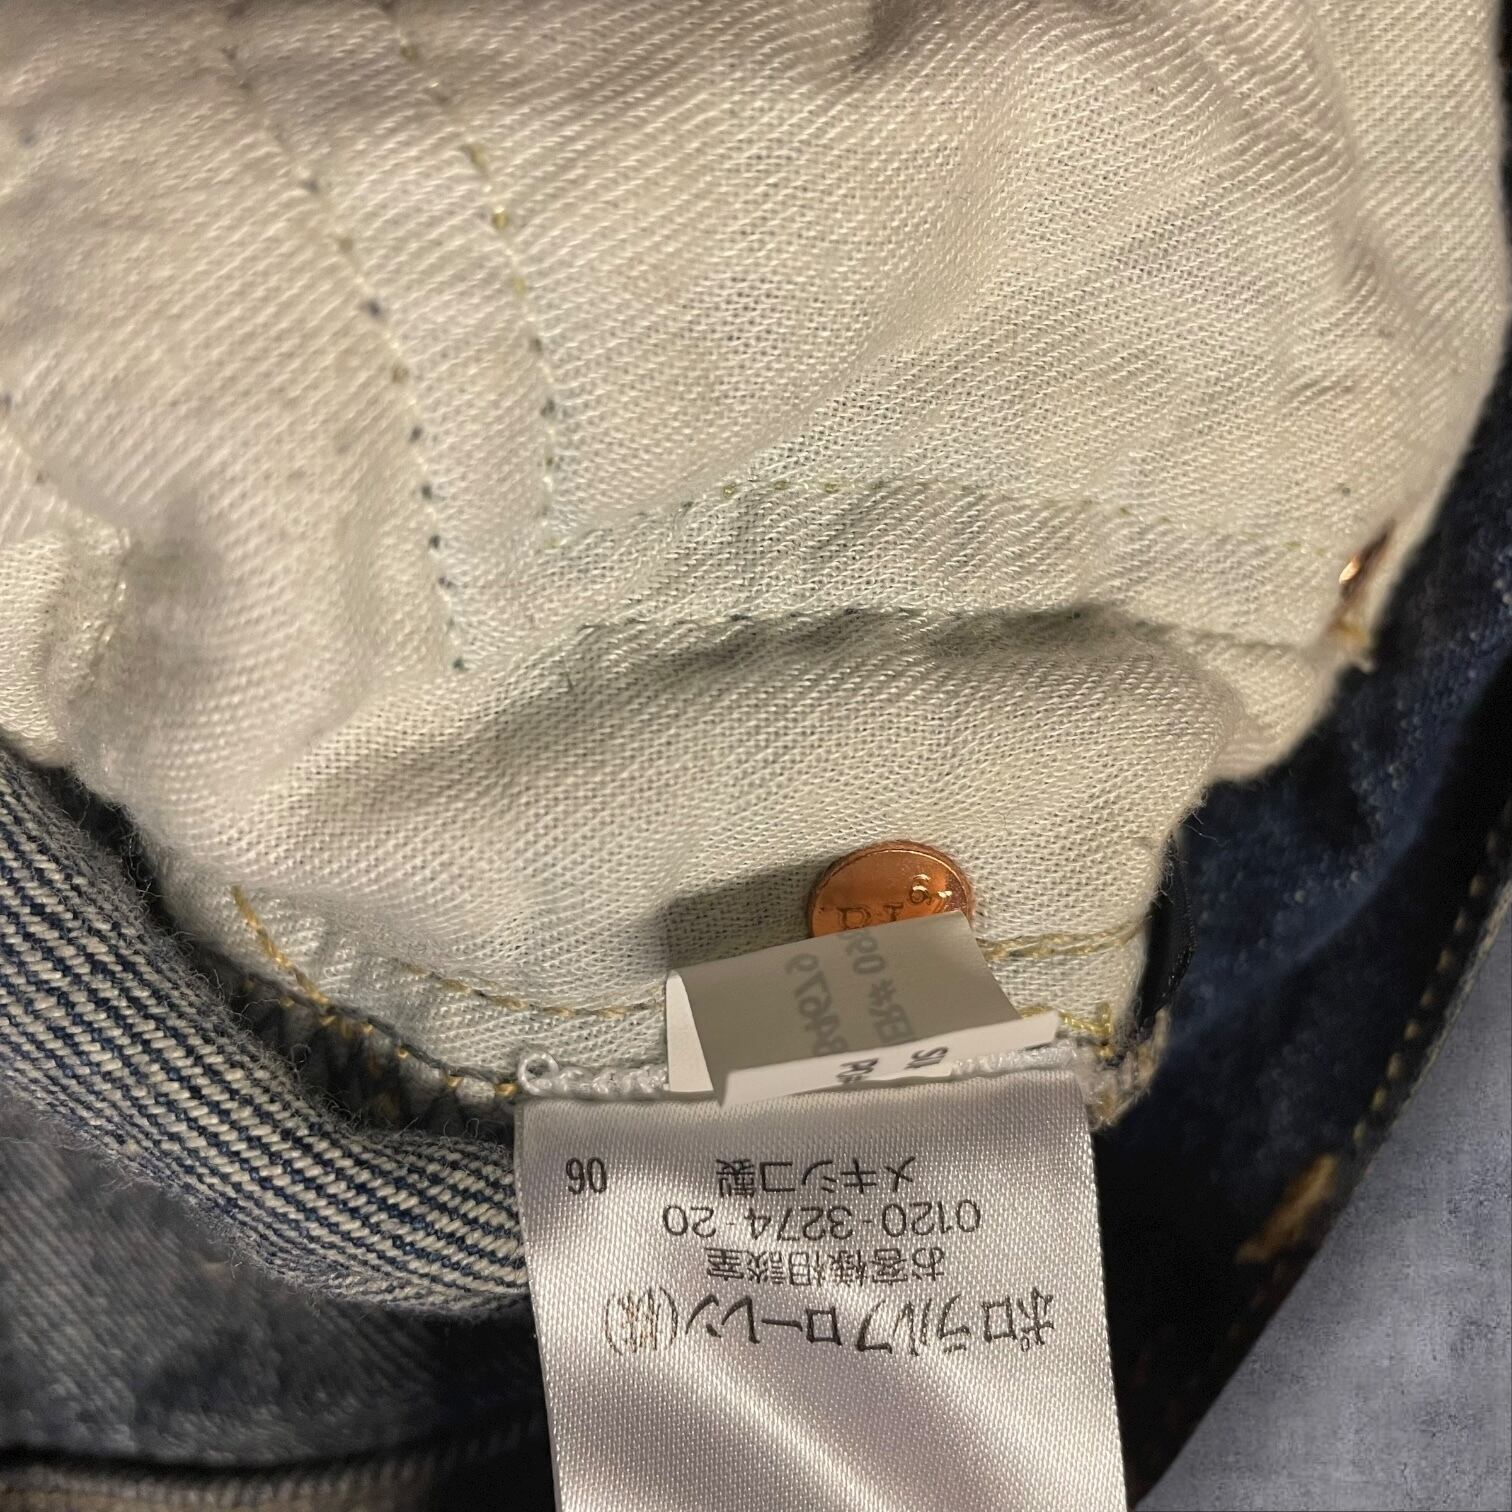 ポロラルフローレン(株)
お客様相談室
0120-3274-20
メキシコ製
06